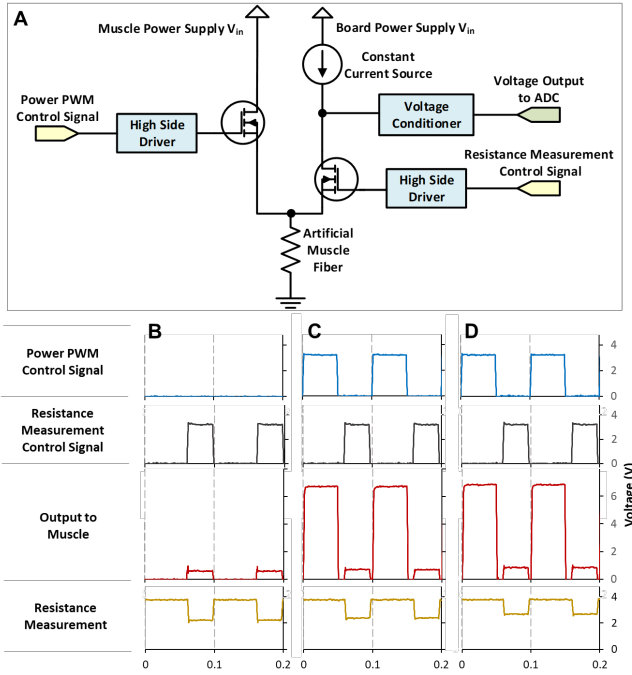 A
Muscle Power Supply Vin
Board Power Supply Vin
Constant
Current Source
Power PWM
Control Signal
High Side
Driver
Voltage
Conditioner
Voltage Output
to ADC
Resistance Measurement
Control Signal
High Side
Driver
Artificial
Muscle
Fiber
B
C
D
Power PWM
Control Signal
4
2
0
Resistance
Measurement
Control Signal
4
2
0
Output to
Muscle
6
4
2
0
Voltage (V)
Resistance
Measurement
4
2
0
0
0.1
0.2
0
0.1
0.2
0
0.1
0.2